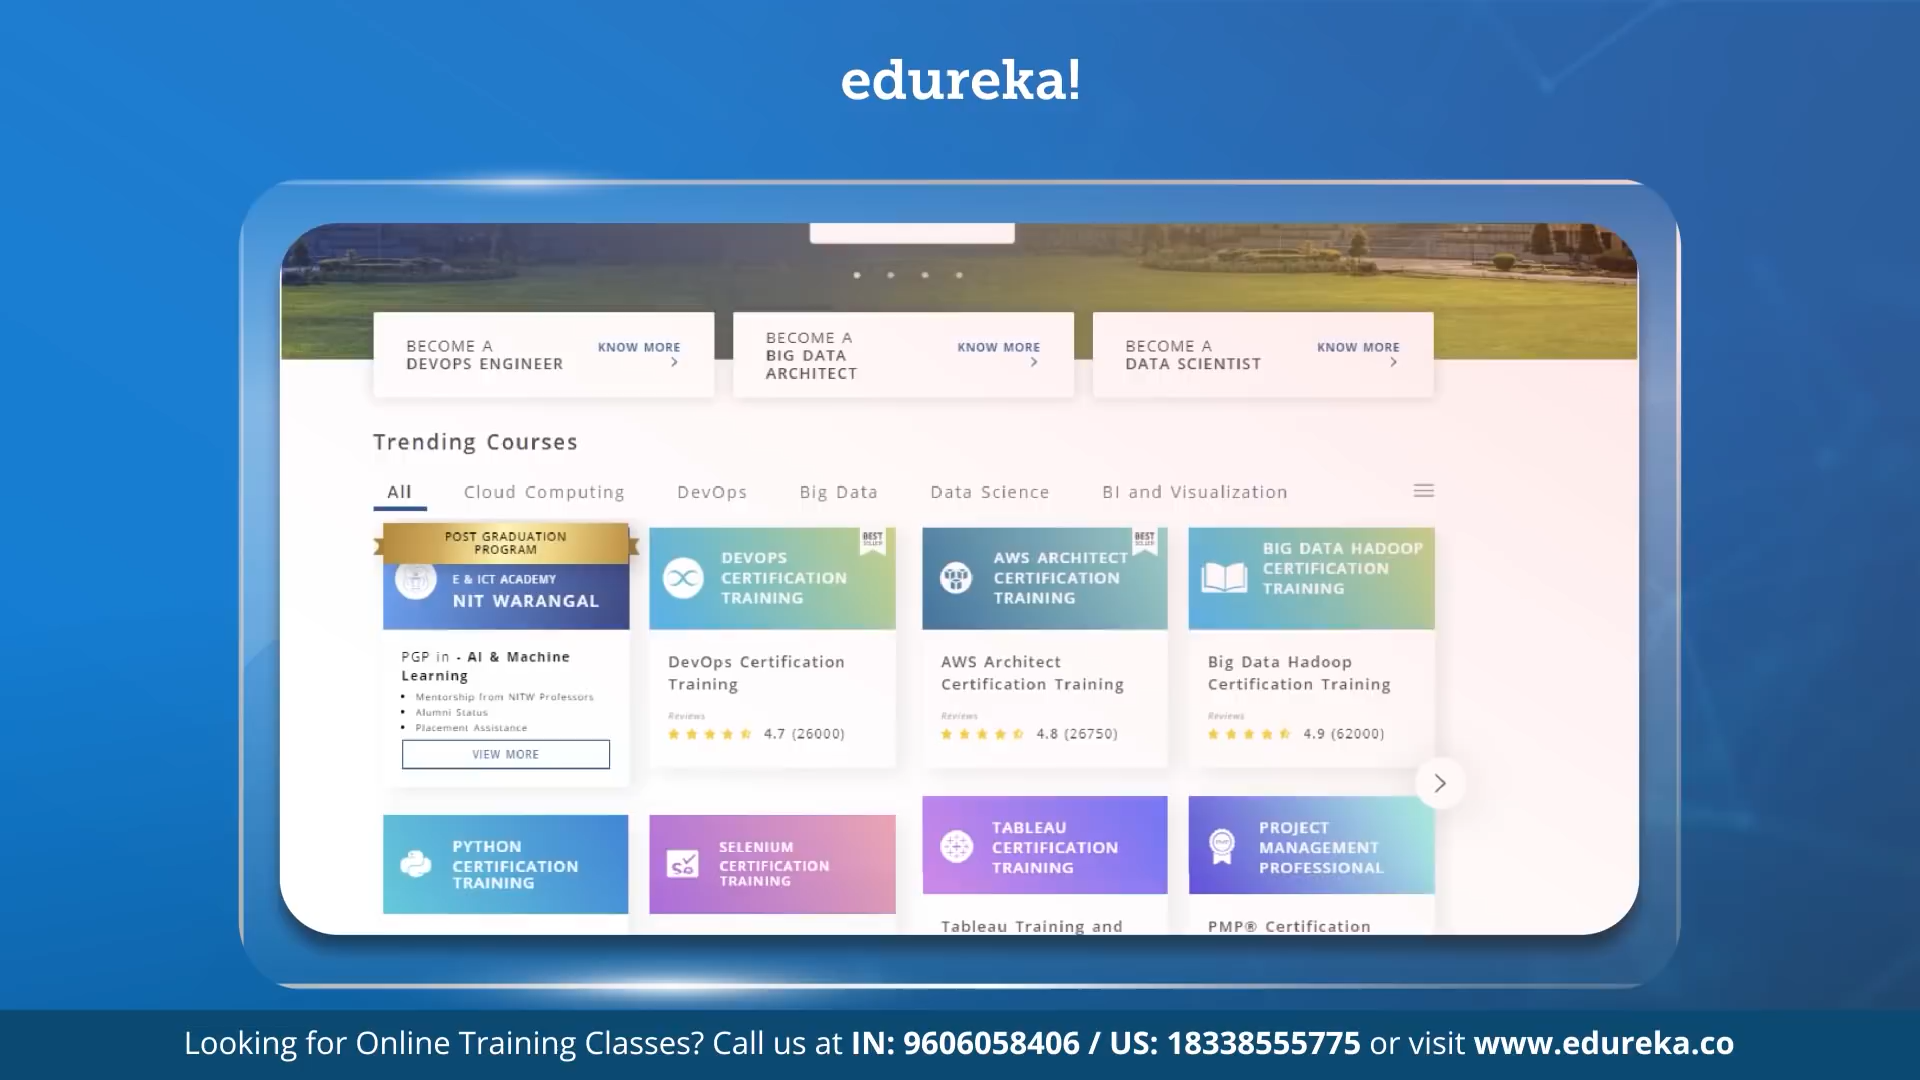 edureka!
BECOME A
DEVOPS ENGINEER
KNOW MORE
BECOME A
BIG DATA
ARCHITECT
KNOW MORE
BECOME A
DATA SCIENTIST
KNOW MORE
Trending Courses
All
Cloud Computing
DevOps
Big Data
Data Science
BI and Visualization
POST GRADUATION
PROGRAM
E & ICT ACADEMY
NIT WARANGAL
PGP in - AI & Machine
Learning
• Mentorship from NITW Professors
• Alumni Status
• Placement Assistance
VIEW MORE
BEST
SELLER
DEVOPS
CERTIFICATION
TRAINING
DevOps Certification
Training
Reviews
4.7 (26000)
BEST
SELLER
AWS ARCHITECT
CERTIFICATION
TRAINING
AWS Architect
Certification Training
Reviews
4.8 (26750)
BIG DATA HADOOP
CERTIFICATION
TRAINING
Big Data Hadoop
Certification Training
Reviews
4.9 (62000)
PYTHON
CERTIFICATION
TRAINING
SELENIUM
CERTIFICATION
TRAINING
TABLEAU
CERTIFICATION
TRAINING
Tableau Training and
PROJECT
MANAGEMENT
PROFESSIONAL
PMP® Certification
Looking for Online Training Classes? Call us at IN: 9606058406 / US: 18338555775 or visit www.edureka.co